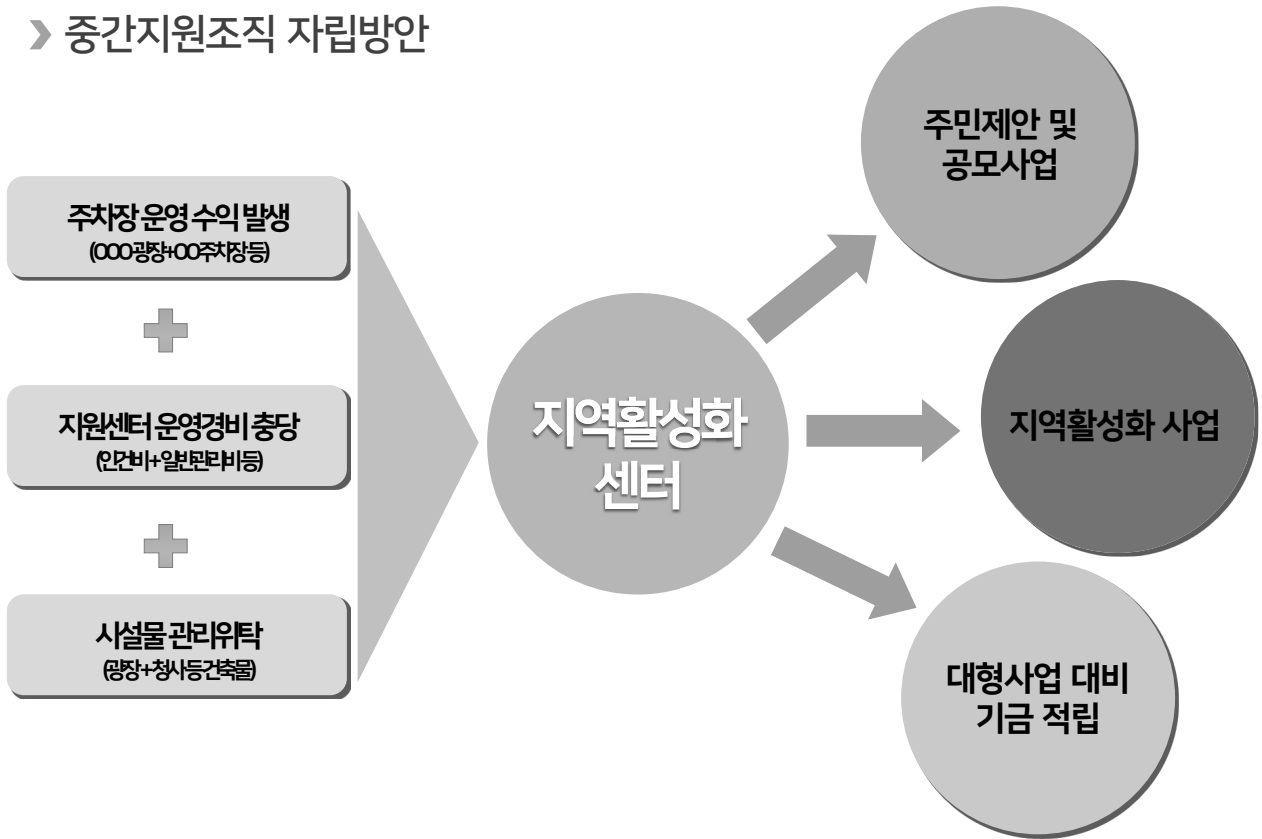 중간지원조직 자립방안
주차장 운영 수익 발생
(OOO광장+OO주차장 등)
지원센터 운영경비 충당
(인건비+일반관리비 등)
시설물 관리위탁
(광장+청사 등 건축물)
지역활성화
센터
주민제안 및
공모사업
지역활성화 사업
대형사업 대비
기금 적립